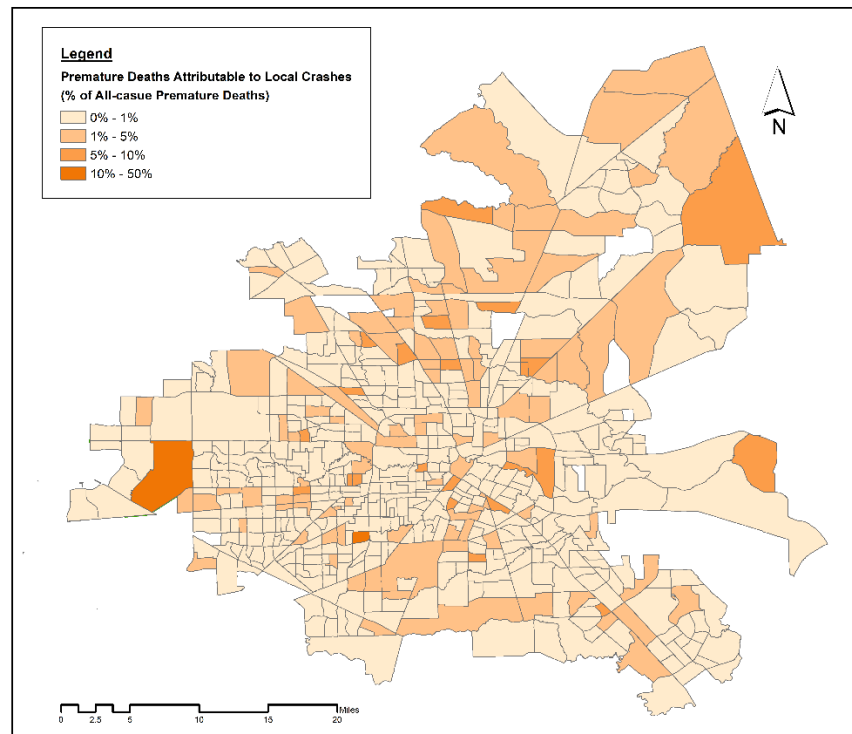 Legend
Premature Deaths Attributable to Local Crashes
(% of All-casue Premature Deaths)
0% - 1%
1% - 5%
5% - 10%
10% - 50%
N
Miles
0 2.5 5 10 15 20